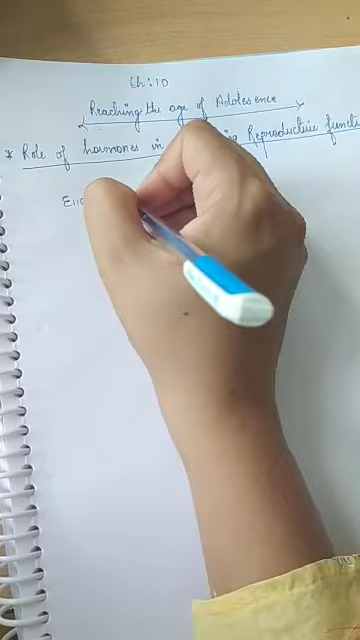 Ch:10
Reaching the age of Adolescence
* Role of hormones in Reproductive functi